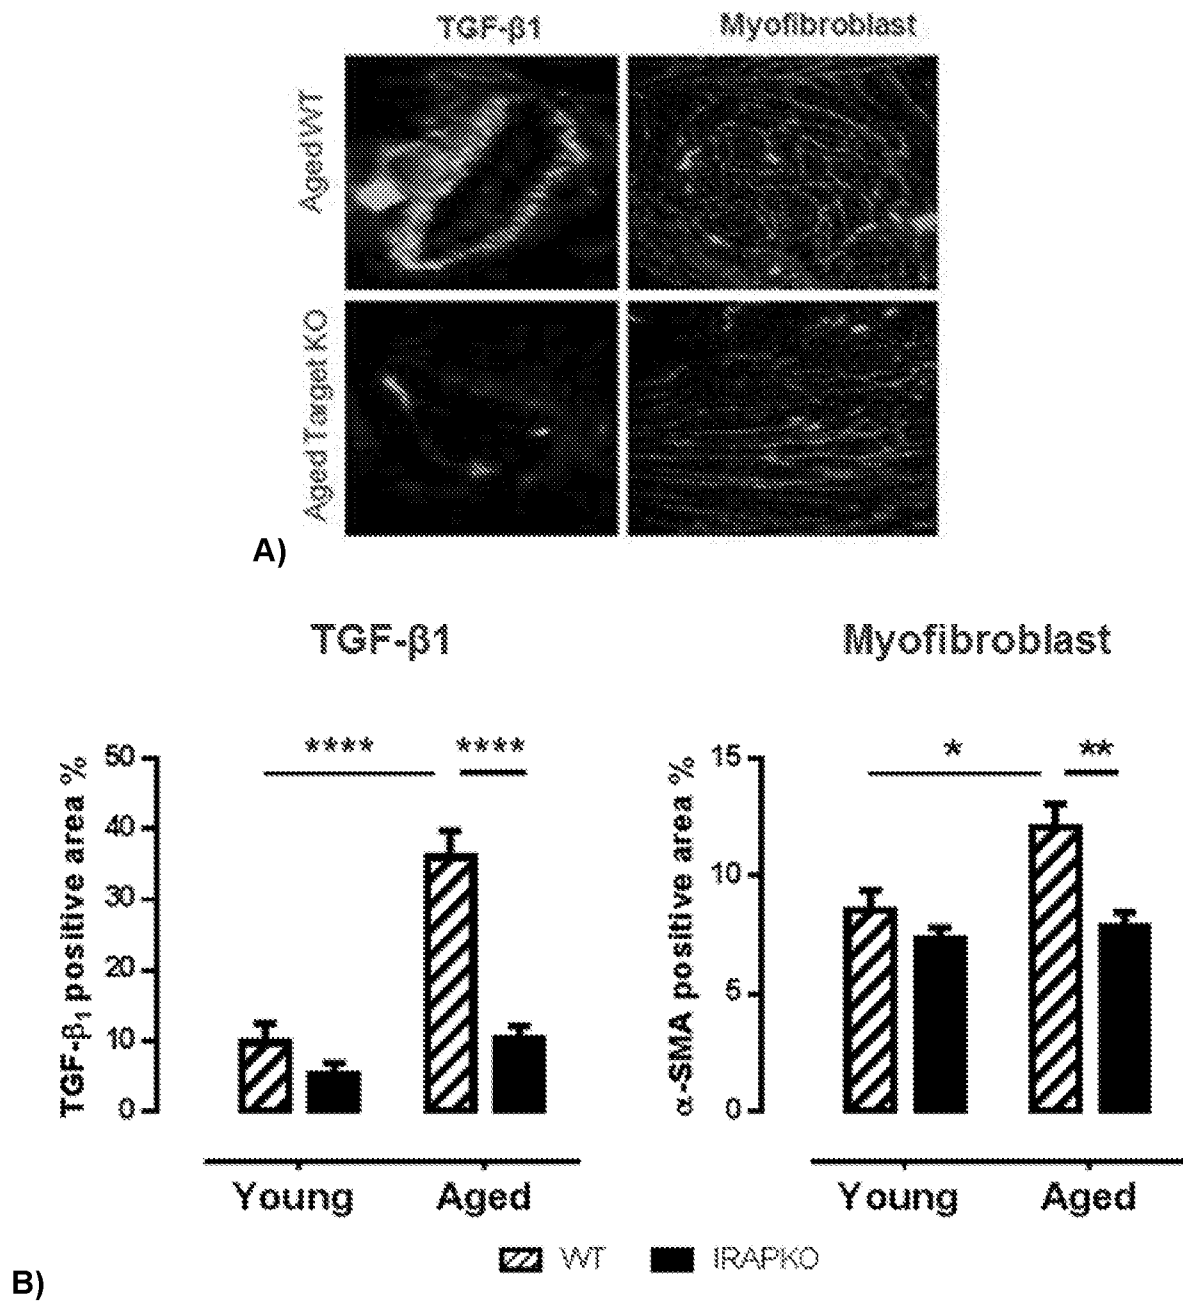 TGF-β1 Myofibroblast
Aged WT
Aged Target KO
A)
TGF-β1 Myofibroblast
**** **** * **
TGF-β₁ positive area %
50
40
30
20
10
0
α-SMA positive area %
15
10
5
0
Young Aged Young Aged
WT IRAPKO
B)